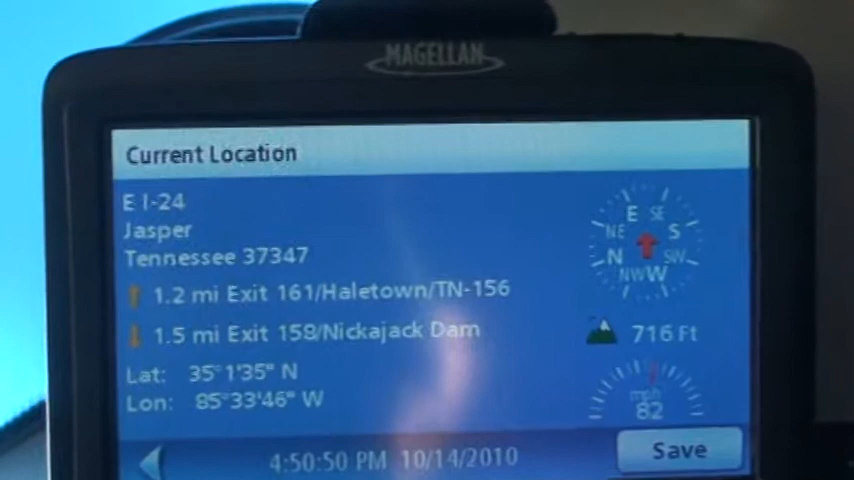 MAGELLAN
Current Location
E I-24
Jasper
Tennessee 37347
1.2 mi Exit 161/Haletown/TN-156
1.5 mi Exit 158/Nickajack Dam
Lat: 35°1'35" N
Lon: 85°33'46" W
E SE
NE S
N SW
NW W
716 Ft
mph
82
4:50:50 PM 10/14/2010
Save